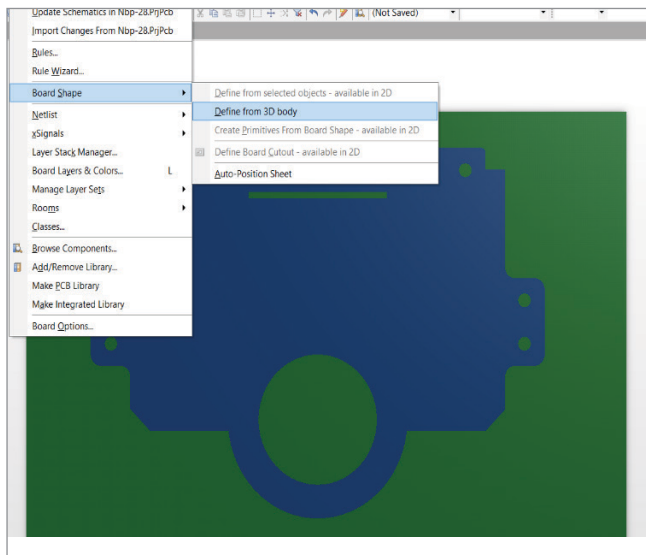 Update Schematics in Nbp-28.PrjPcb
Import Changes From Nbp-28.PrjPcb
Rules...
Rule Wizard...
Board Shape
Netlist
xSignals
Layer Stack Manager...
Board Layers & Colors... L
Manage Layer Sets
Rooms
Classes...
Browse Components...
Add/Remove Library...
Make PCB Library
Make Integrated Library
Board Options...
(Not Saved)
Define from selected objects - available in 2D
Define from 3D body
Create Primitives From Board Shape - available in 2D
Define Board Cutout - available in 2D
Auto-Position Sheet